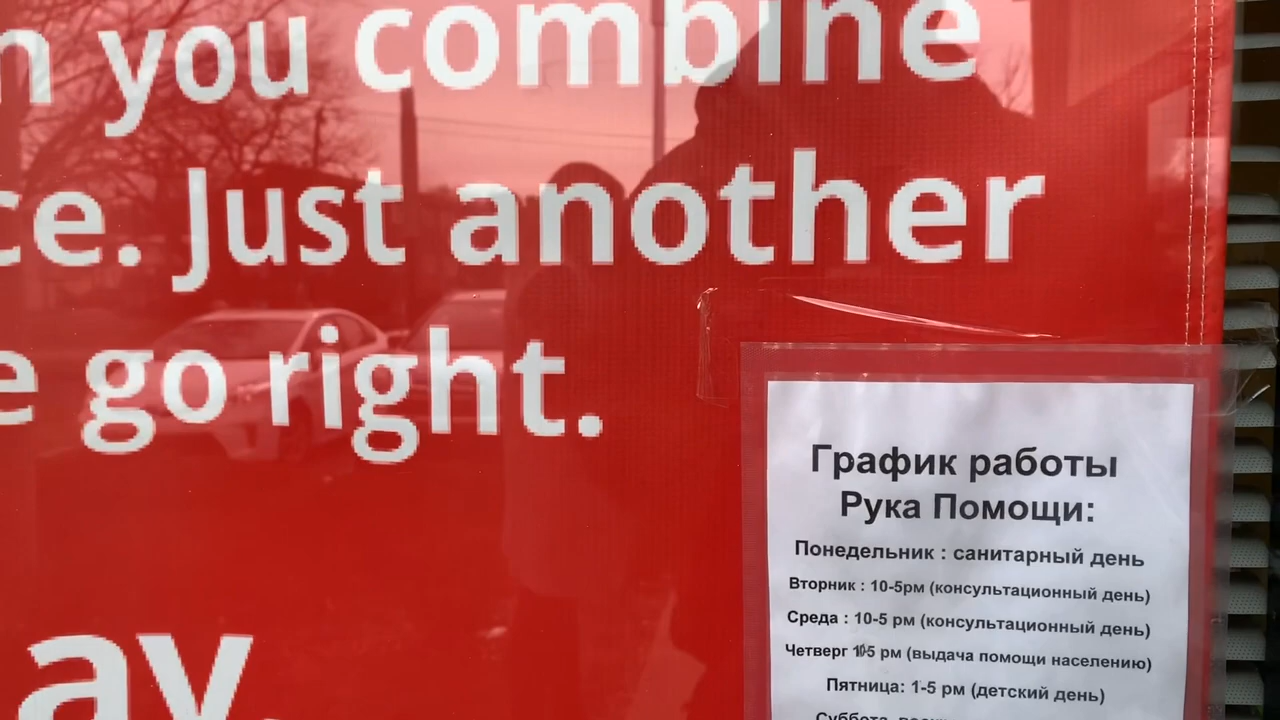 you combine
ce. Just another
e go right.
ay.
График работы
Рука Помощи:
Понедельник : санитарный день
Вторник : 10-5рм (консультационный день)
Среда : 10-5 рм (консультационный день)
Четверг 1-5 рм (выдача помощи населению)
Пятница: 1-5 рм (детский день)
Суббота,